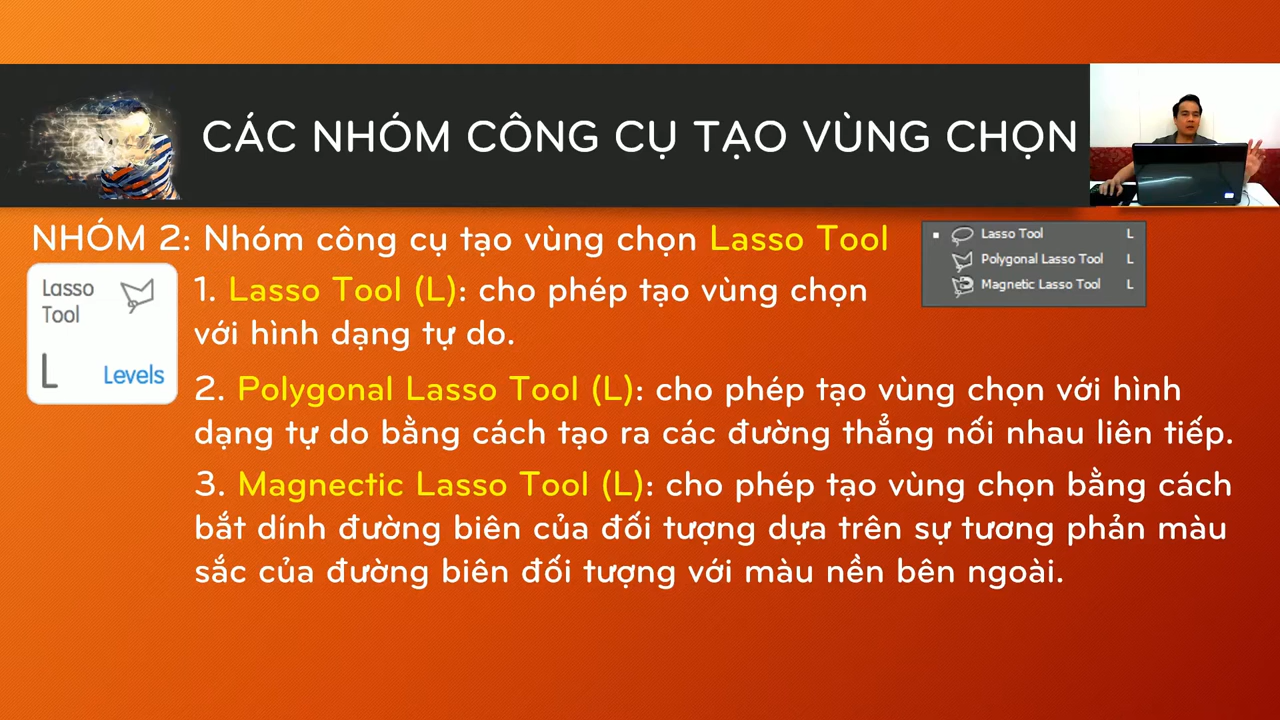 CÁC NHÓM CÔNG CỤ TẠO VÙNG CHỌN
NHÓM 2: Nhóm công cụ tạo vùng chọn Lasso Tool
Lasso Tool L
Polygonal Lasso Tool L
Magnetic Lasso Tool L
Lasso
Tool
L Levels
1. Lasso Tool (L): cho phép tạo vùng chọn
với hình dạng tự do.
2. Polygonal Lasso Tool (L): cho phép tạo vùng chọn với hình
dạng tự do bằng cách tạo ra các đường thẳng nối nhau liên tiếp.
3. Magnectic Lasso Tool (L): cho phép tạo vùng chọn bằng cách
bắt dính đường biên của đối tượng dựa trên sự tương phản màu
sắc của đường biên đối tượng với màu nền bên ngoài.